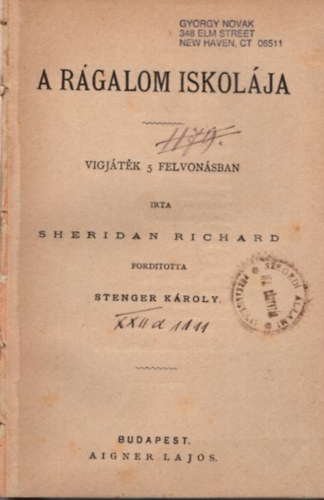 GYORGY NOVAK
348 ELM STREET
NEW HAVEN, CT 06511
A RÁGALOM ISKOLÁJA
1179.
VIGJÁTÉK 5 FELVONÁSBAN
IRTA
SHERIDAN RICHARD
FORDITOTTA
STENGER KÁROLY.
BUDAPEST.
AIGNER LAJOS.